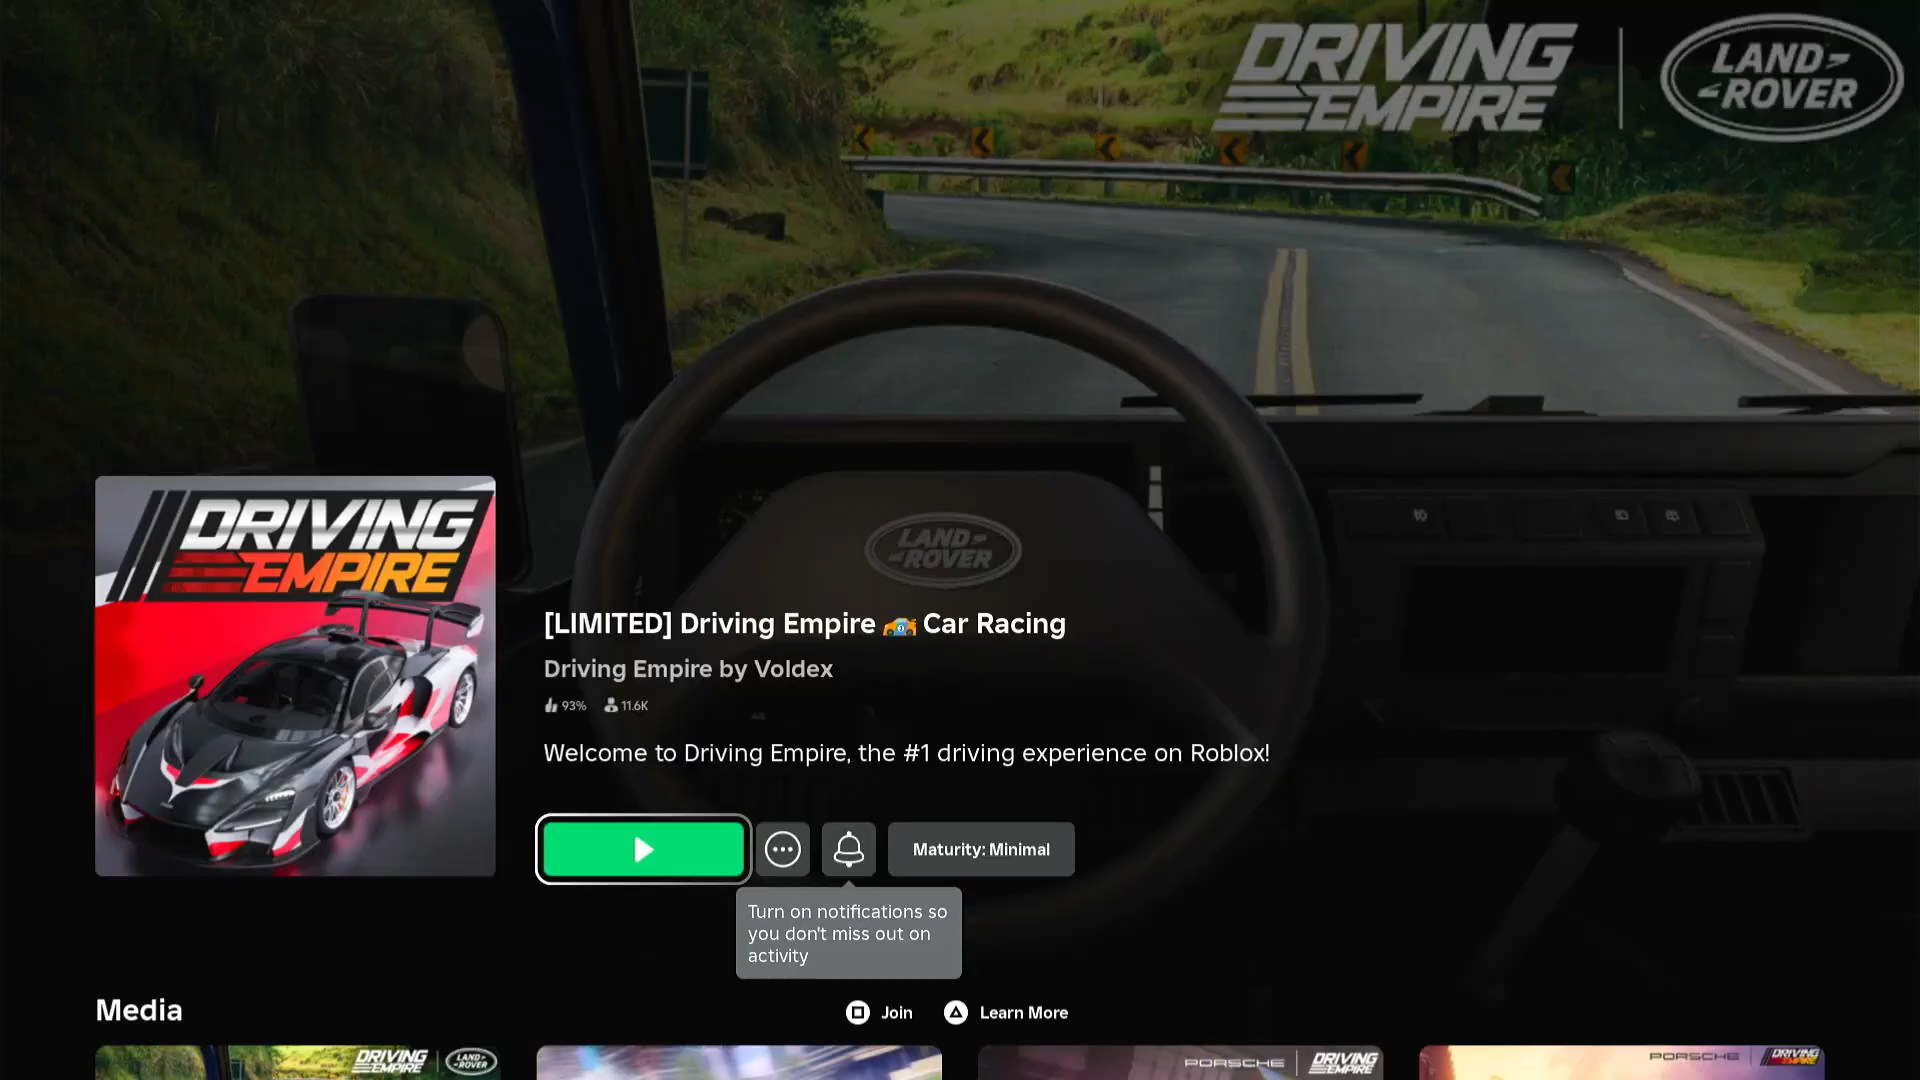 DRIVING
EMPIRE
LAND
ROVER
LAND
ROVER
DRIVING
EMPIRE
[LIMITED] Driving Empire 🏎️ Car Racing
Driving Empire by Voldex
93% 11.6K
Welcome to Driving Empire, the #1 driving experience on Roblox!
Maturity: Minimal
Turn on notifications so
you don't miss out on
activity
Media
Join Learn More
DRIVING
EMPIRE
LAND
ROVER
PORSCHE
DRIVING
EMPIRE
PORSCHE
DRIVING
EMPIRE